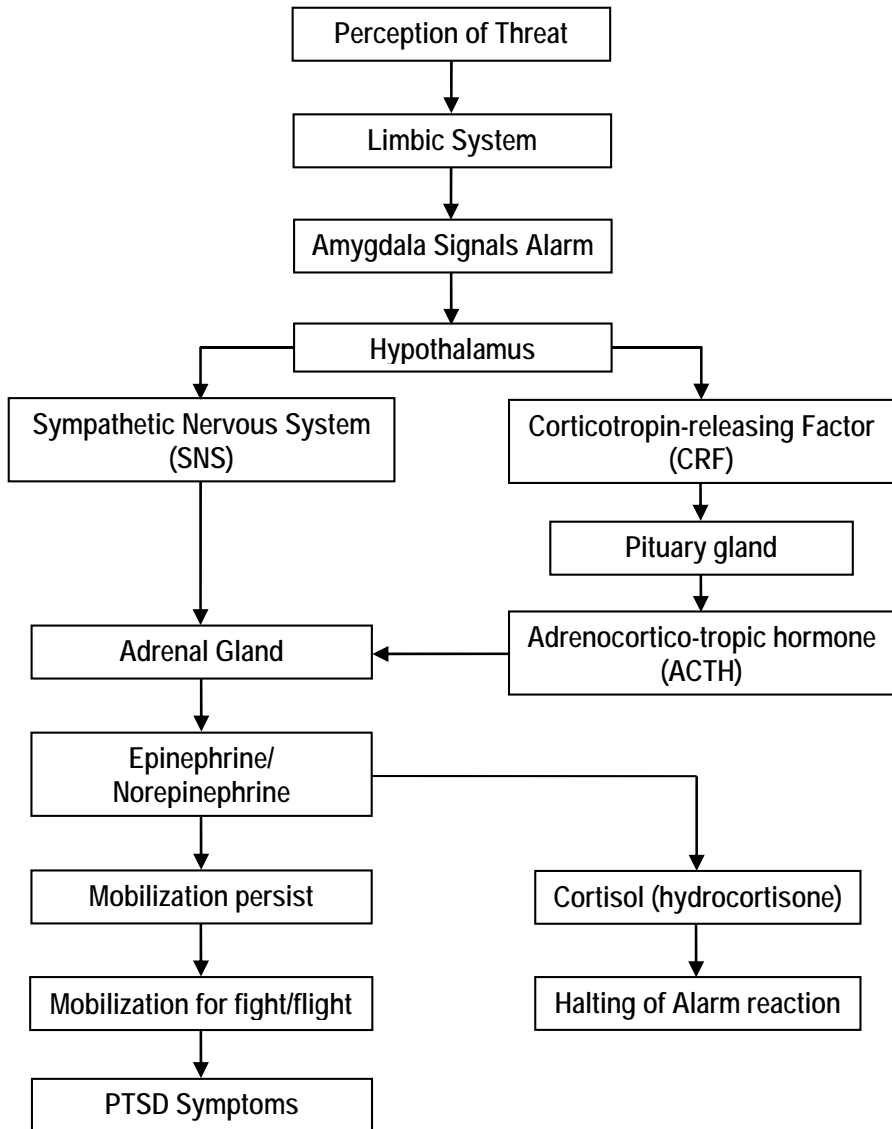 Perception of Threat
Limbic System
Amygdala Signals Alarm
Hypothalamus
Sympathetic Nervous System
(SNS)
Corticotropin-releasing Factor
(CRF)
Pituary gland
Adrenal Gland
Adrenocortico-tropic hormone
(ACTH)
Epinephrine/
Norepinephrine
Mobilization persist
Cortisol (hydrocortisone)
Mobilization for fight/flight
Halting of Alarm reaction
PTSD Symptoms